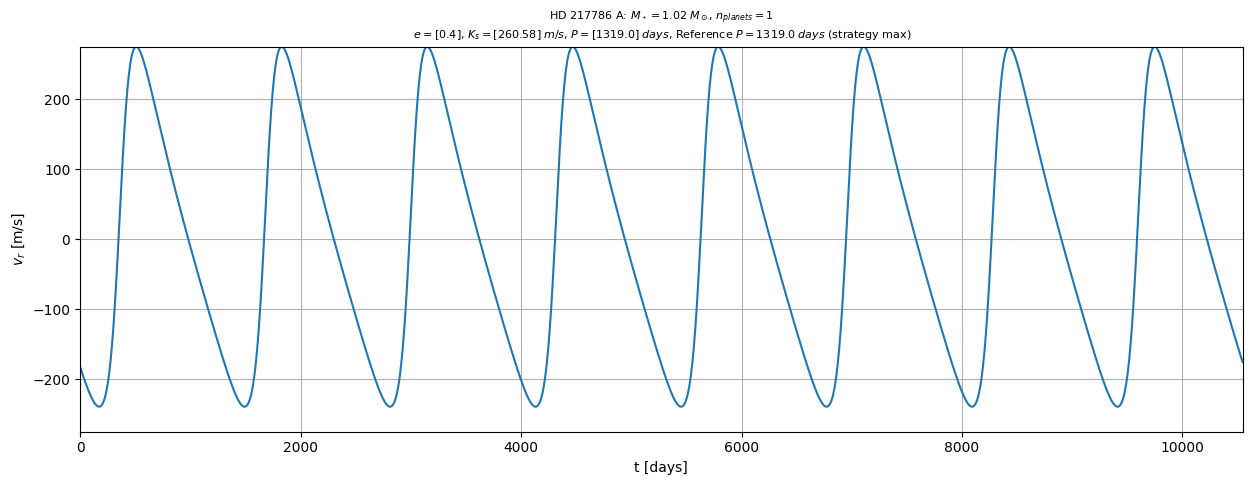 HD 217786 A: $M_\star = 1.02\ M_\odot$, $n_{planets} = 1$
$e = [0.4]$, $K_s = [260.58]\ m/s$, $P = [1319.0]\ days$, Reference $P = 1319.0\ days$ (strategy max)
200
100
0
−100
−200
$v_r$ [m/s]
0 2000 4000 6000 8000 10000
t [days]